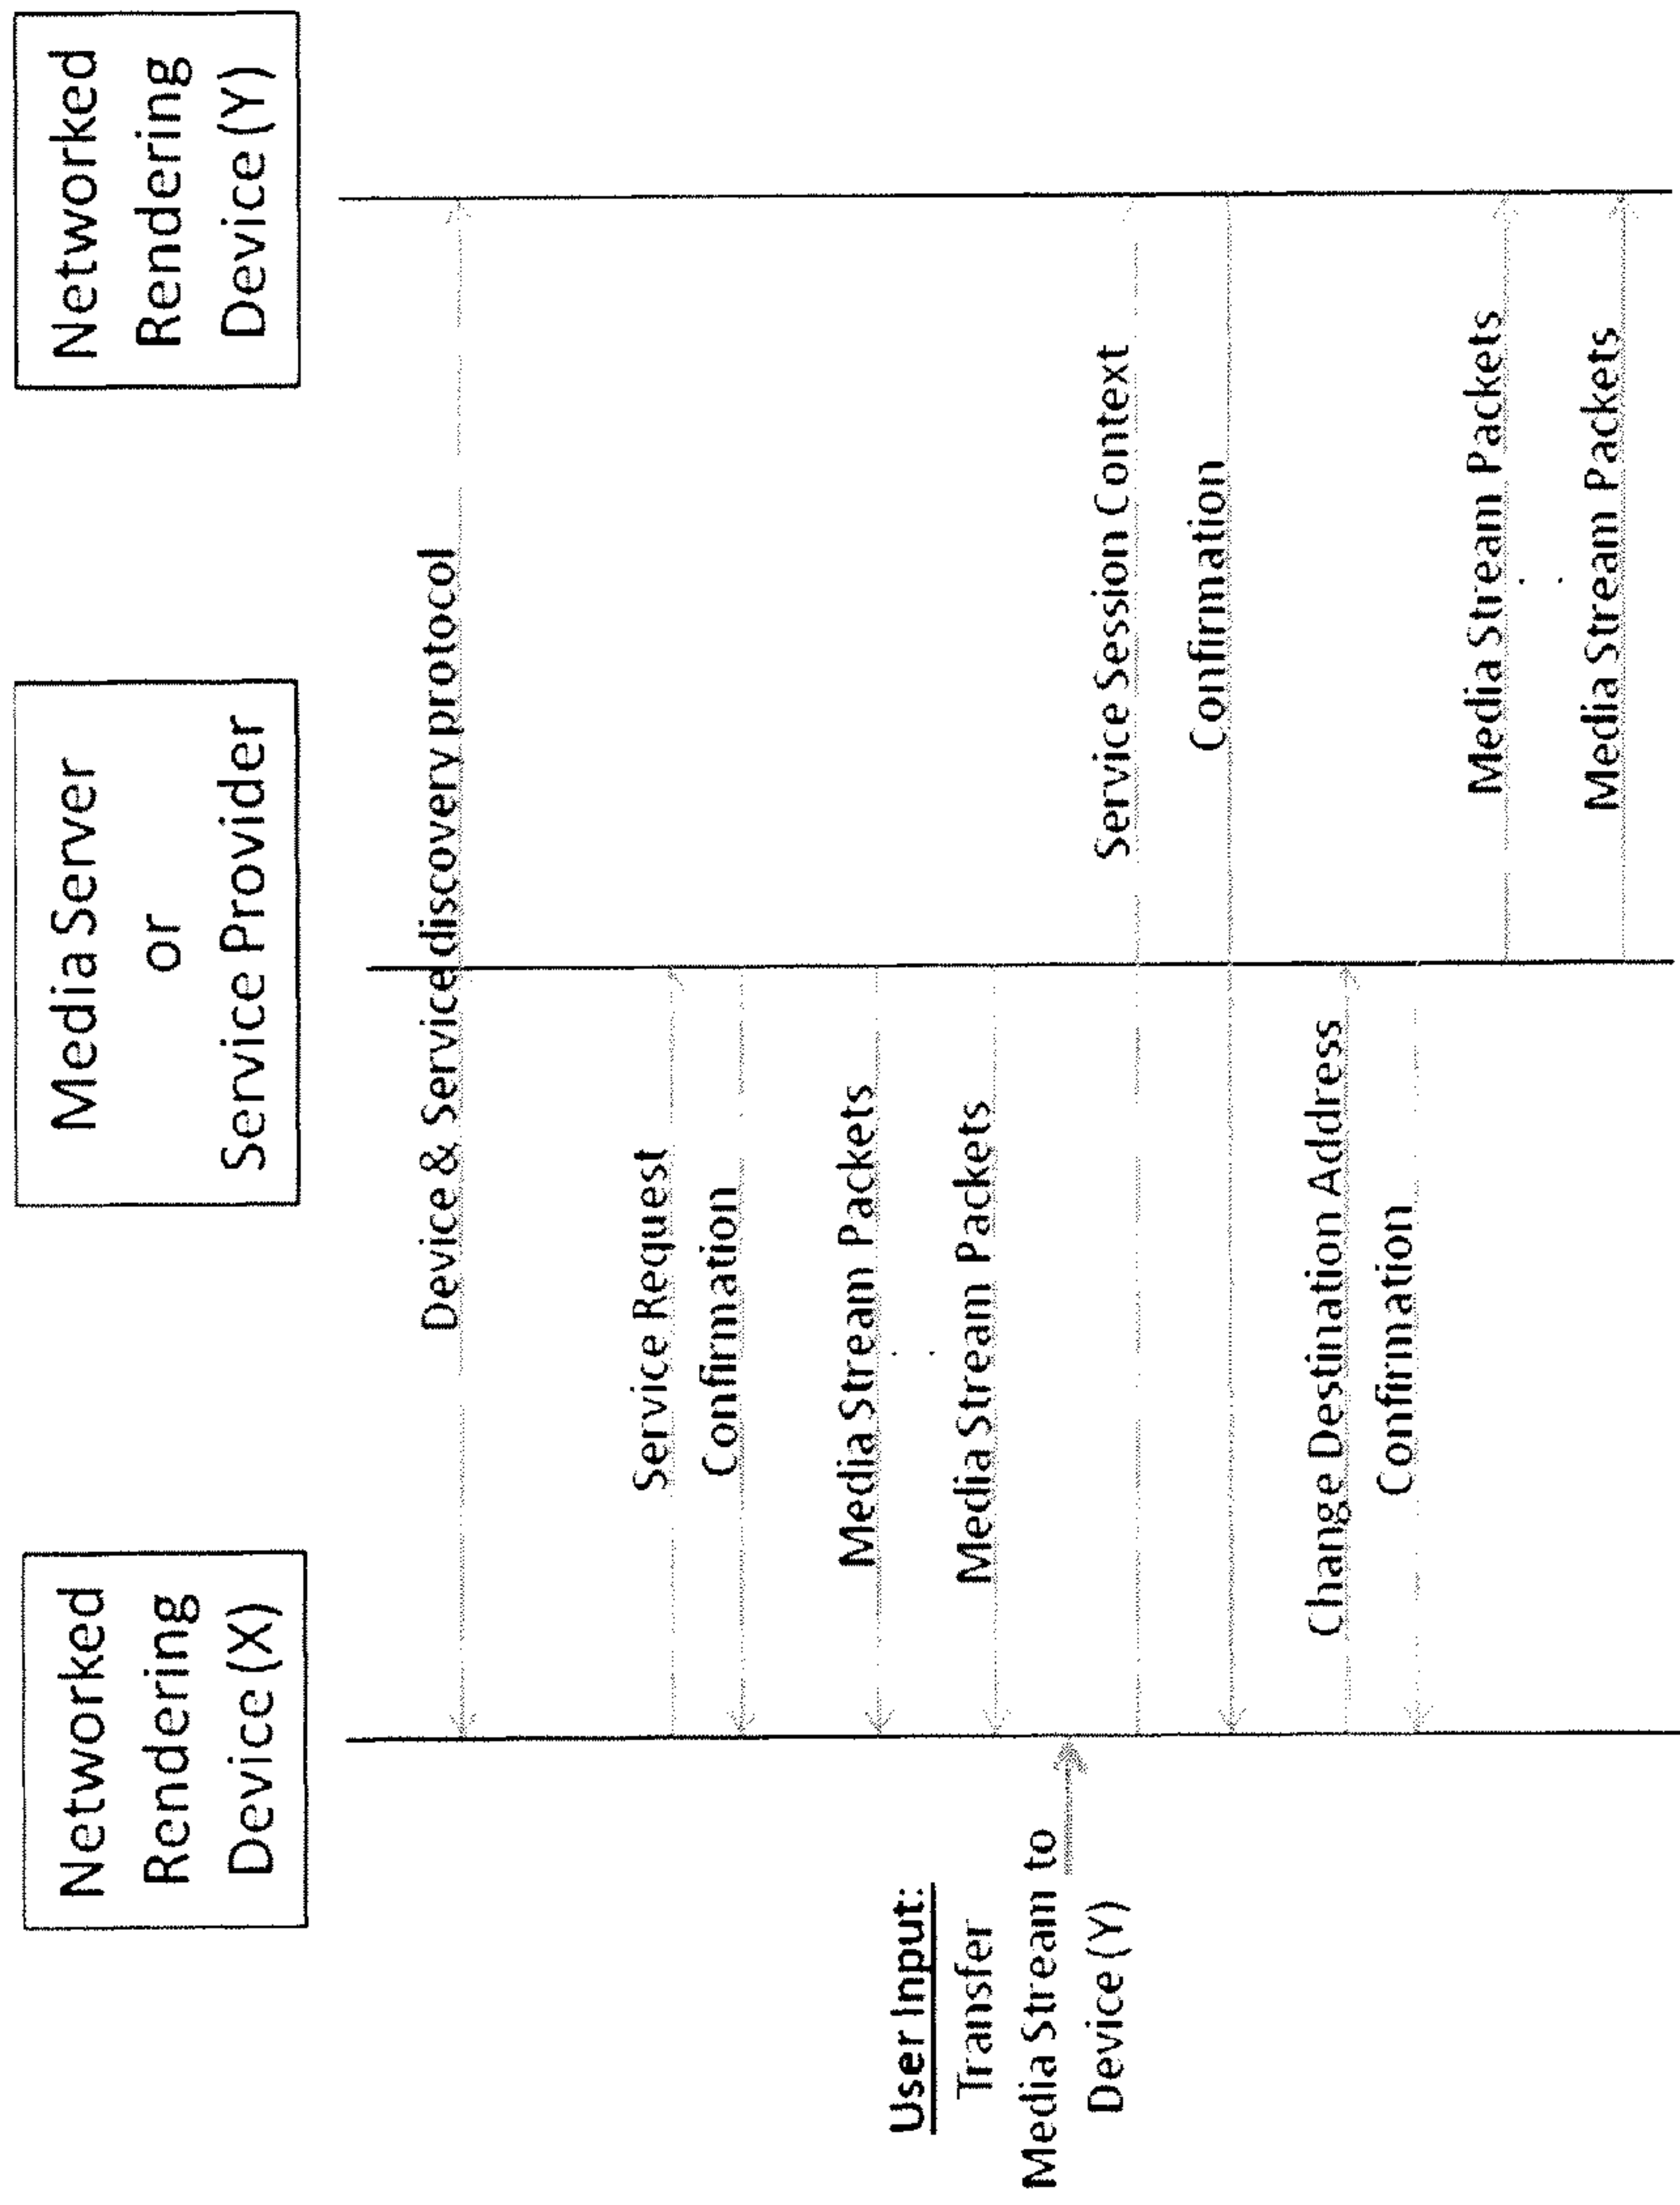 Networked
Rendering
Device (X)
Media Server
or
Service Provider
Networked
Rendering
Device (Y)
Device & Service discovery protocol
Service Request
Confirmation
Media Stream Packets
. .
Media Stream Packets
User Input:
Transfer
Media Stream to
Device (Y)
Service Session Context
Confirmation
Change Destination Address
Confirmation
Media Stream Packets
. .
Media Stream Packets